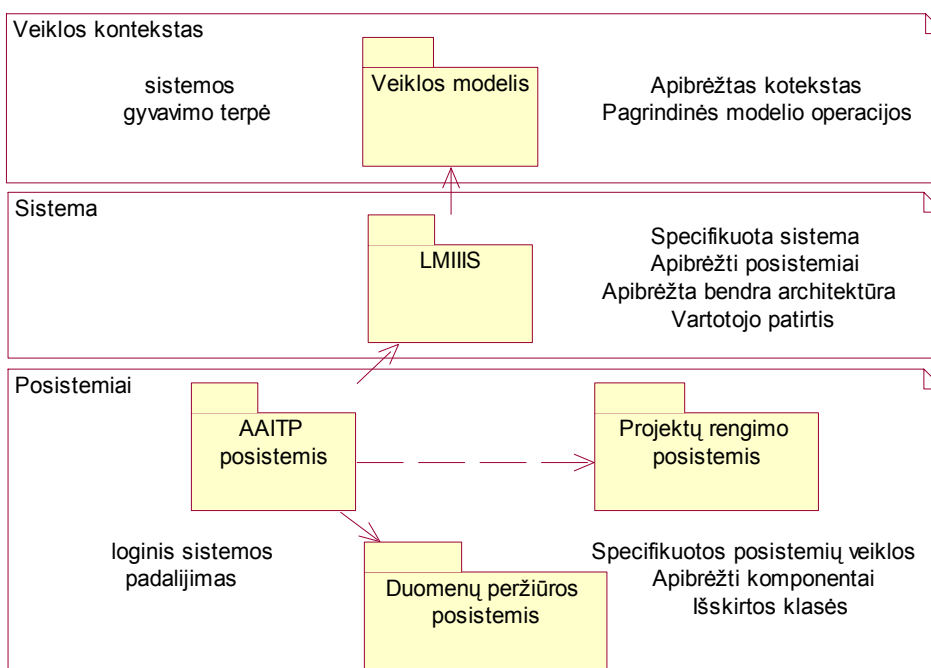 Veiklos kontekstas
sistemos
gyvavimo terpė
Veiklos modelis
Apibrėžtas kotekstas
Pagrindinės modelio operacijos
Sistema
LMIIIS
Specifikuota sistema
Apibrėžti posistemiai
Apibrėžta bendra architektūra
Vartotojo patirtis
Posistemiai
AAITP
posistemis
Projektų rengimo
posistemis
loginis sistemos
padalijimas
Duomenų peržiūros
posistemis
Specifikuotos posistemių veiklos
Apibrėžti komponentai
Išskirtos klasės